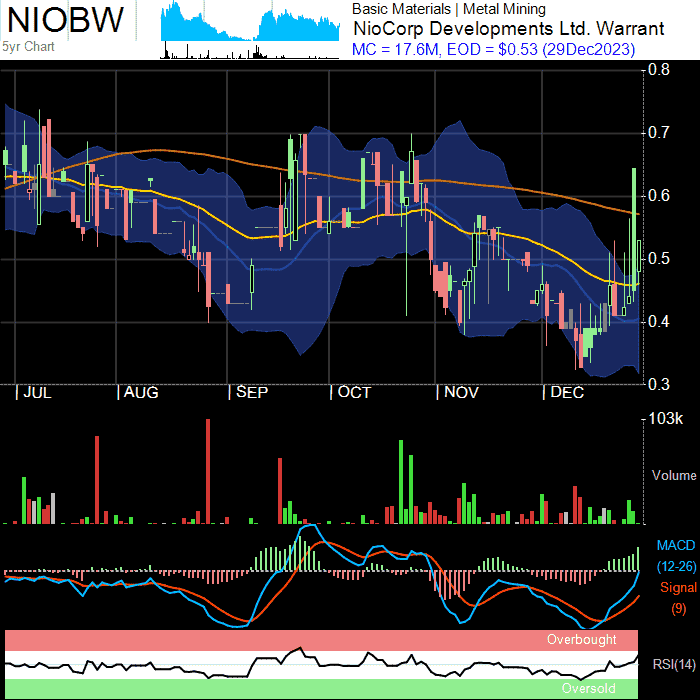 NIOBW
5yr Chart
Basic Materials | Metal Mining
NioCorp Developments Ltd. Warrant
MC = 17.6M, EOD = $0.53 (29Dec2023)
0.8
0.7
0.6
0.5
0.4
0.3
| JUL | AUG | SEP | OCT | NOV | DEC
103k
Volume
MACD
(12-26)
Signal
(9)
Overbought
RSI(14)
Oversold